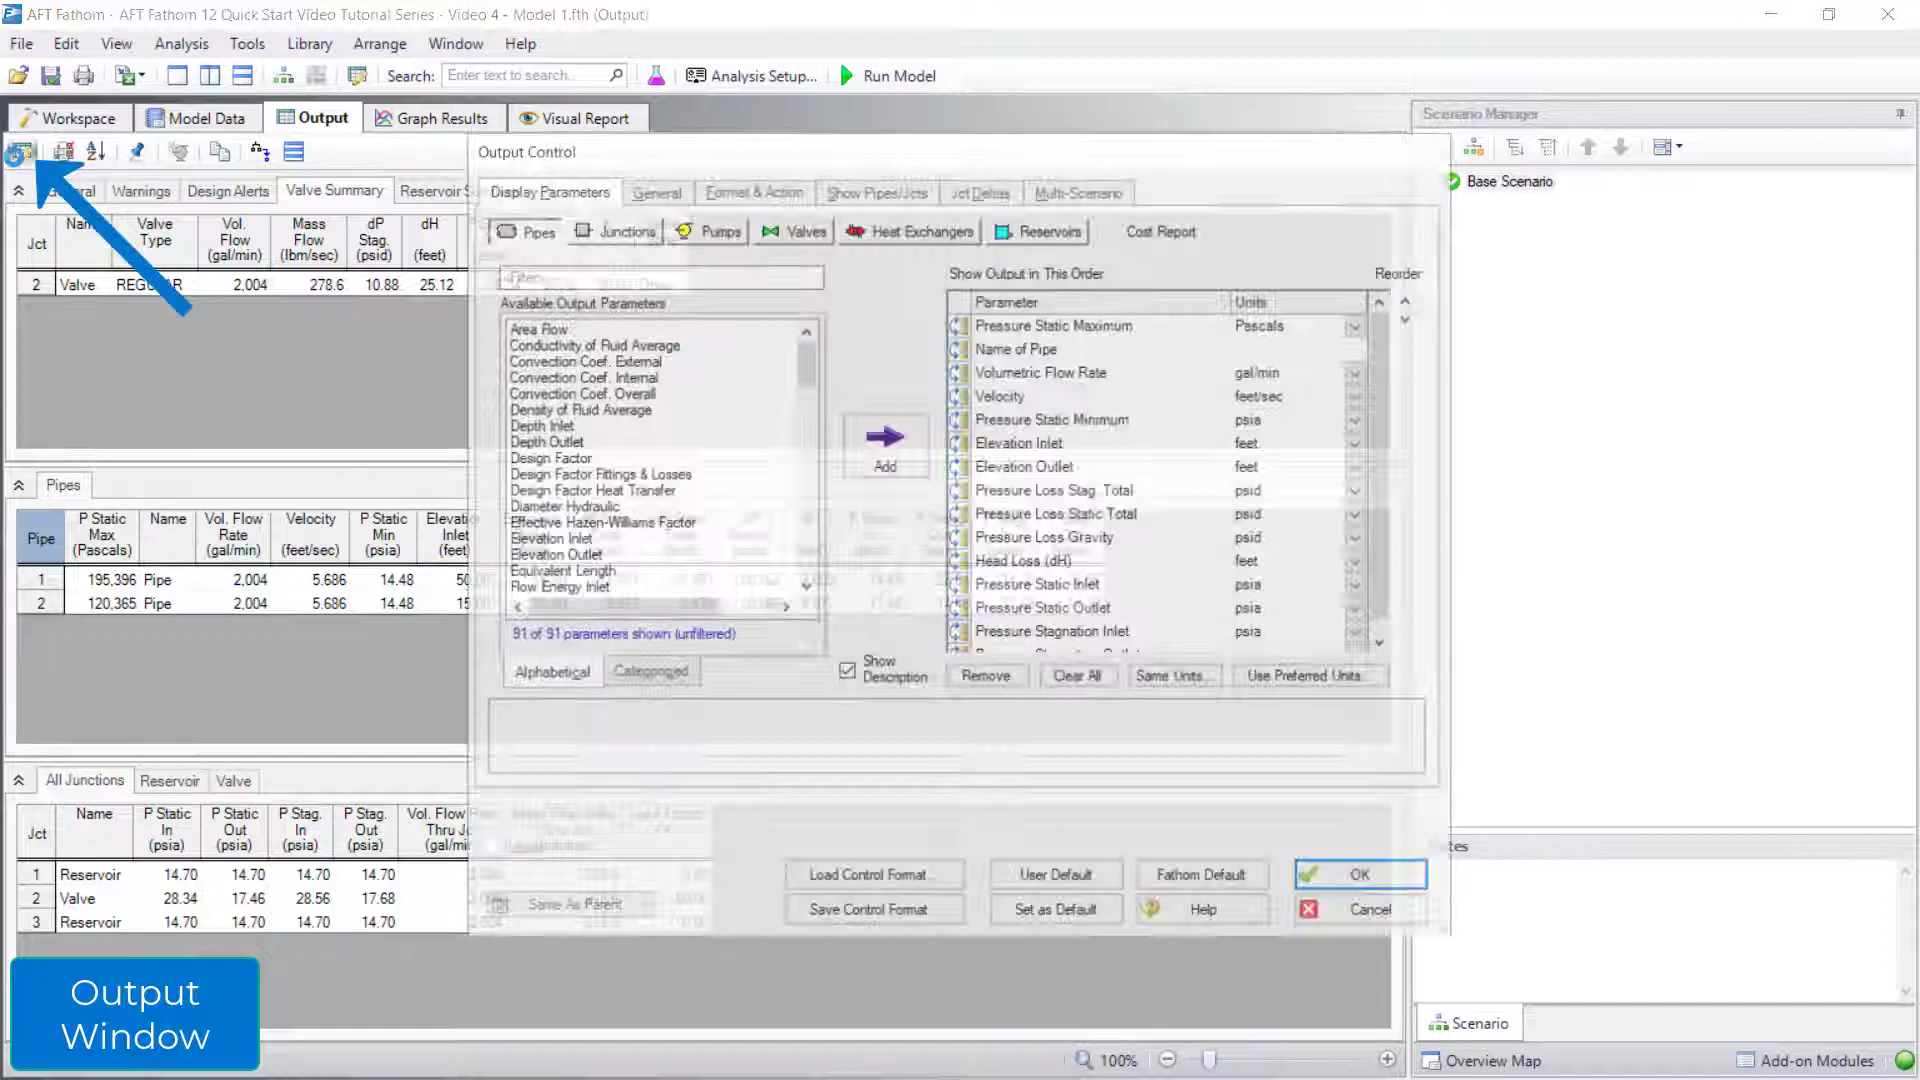 AFT Fathom - AFT Fathom 12 Quick Start Video Tutorial Series - Video 4 - Model 1.fth (Output)
File Edit View Analysis Tools Library Arrange Window Help
Search: Enter text to search.. Analysis Setup... Run Model
Workspace Model Data Output Graph Results Visual Report
Scenario Manager
Base Scenario
Warnings Design Alerts Valve Summary Reservoir
Jct Valve Type Vol. Flow (gal/min) Mass Flow (lbm/sec) dP Stag. (psid) dH (feet)
2 Valve 2,004 278.6 10.88 25.12
Pipes
Pipe P Static Max (Pascals) Name Vol. Flow Rate (gal/min) Velocity (feet/sec) P Static Min (psia) Inlet
1 195,396 Pipe 2,004 5.686 14.48
2 120,365 Pipe 2,004 5.686 14.48
All Junctions Reservoir Valve
Jct Name P Static In (psia) P Static Out (psia) P Stag. In (psia) P Stag. Out (psia) Vol. Flow
1 Reservoir 14.70 14.70 14.70 14.70
2 Valve 28.34 17.46 28.56 17.68
3 Reservoir 14.70 14.70 14.70 14.70
Output Control
Display Parameters General Format & Action Show Pipes/Jcts Jct Deltas Multi-Scenario
Pipes Junctions Pumps Valves Heat Exchangers Reservoirs Cost Report
Filter
Available Output Parameters
Area Flow
Conductivity of Fluid Average
Convection Coef. External
Convection Coef. Internal
Convection Coef. Overall
Density of Fluid Average
Depth Inlet
Depth Outlet
Design Factor
Design Factor Fittings & Losses
Design Factor Heat Transfer
Diameter Hydraulic
Effective Hazen-Williams Factor
Elevation Inlet
Elevation Outlet
Equivalent Length
Flow Energy Inlet
91 of 91 parameters shown (unfiltered)
Alphabetical Categorized
Add
Show Description
Show Output in This Order Reorder
Parameter Units
Pressure Static Maximum Pascals
Name of Pipe
Volumetric Flow Rate gal/min
Velocity feet/sec
Pressure Static Minimum psia
Elevation Inlet feet
Elevation Outlet feet
Pressure Loss Stag. Total psid
Pressure Loss Static Total psid
Pressure Loss Gravity psid
Head Loss (dH) feet
Pressure Static Inlet psia
Pressure Static Outlet psia
Pressure Stagnation Inlet psia
Remove Clear All Same Units... Use Preferred Units
Same As Parent
Load Control Format User Default Fathom Default OK
Save Control Format Set as Default Help Cancel
Output
Window
100%
Scenario
Overview Map Add-on Modules